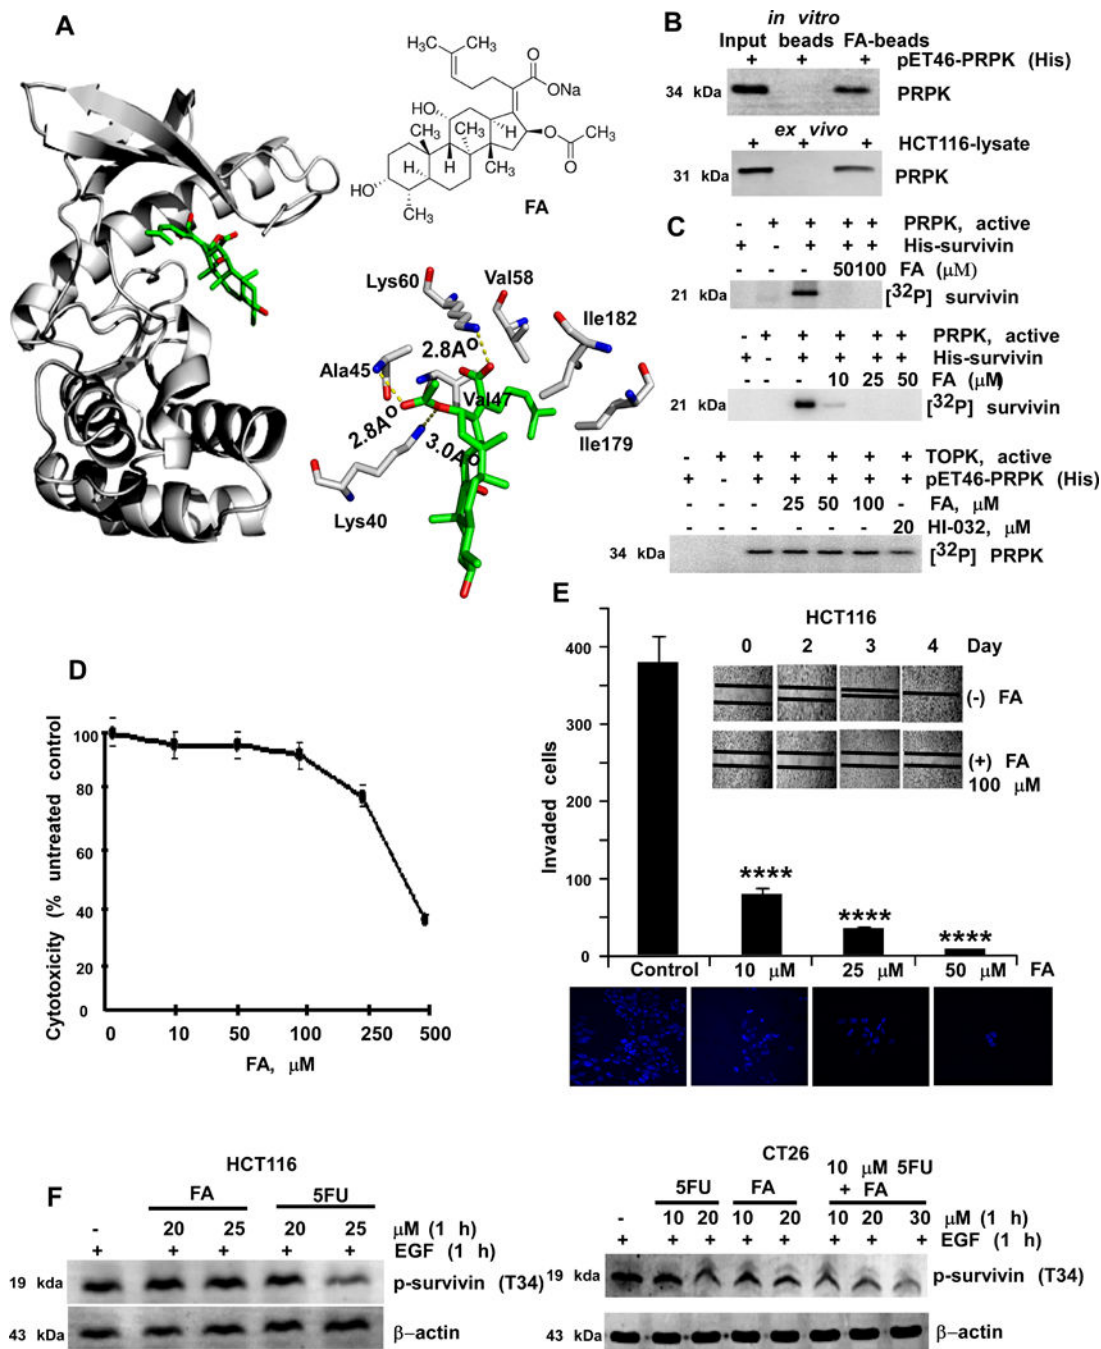 A
CH₃
H₃C
O
ONa
HO
H
CH₃
CH₃
H
O
CH₃
O
H
CH₃
H
HO
CH₃
FA
Lys60
Val58
Ile182
2.8A°
Ala45
Val47
2.8A°
3.0A°
Ile179
Lys40
B
in vitro
Input beads FA-beads
+ + + pET46-PRPK (His)
34 kDa PRPK
ex vivo
+ + + HCT116-lysate
31 kDa PRPK
C
- + + + + PRPK, active
+ - + + + His-survivin
- - - 50 100 FA (μM)
21 kDa [³²P] survivin
- + + + + + PRPK, active
+ - + + + + His-survivin
- - - 10 25 50 FA (μM)
21 kDa [³²P] survivin
- + + + + + + TOPK, active
+ - + + + + + pET46-PRPK (His)
- - - 25 50 100 - FA, μM
- - - - - - 20 HI-032, μM
34 kDa [³²P] PRPK
D
Cytotoxicity (% untreated control
100
80
60
40
20
0
0 10 50 100 250 500
FA, μM
E
Invaded cells
400
300
200
100
0
HCT116
0 2 3 4 Day
(-) FA
(+) FA
100 μM
****
****
****
Control 10 μM 25 μM 50 μM FA
F
HCT116
FA 5FU
- 20 25 20 25 μM (1 h)
+ + + + + EGF (1 h)
19 kda p-survivin (T34)
43 kDa β-actin
CT26
10 μM 5FU
5FU FA + FA
- 10 20 10 20 10 20 30 μM (1 h)
+ + + + + + + + EGF (1 h)
19 kda p-survivin (T34)
43 kDa β-actin